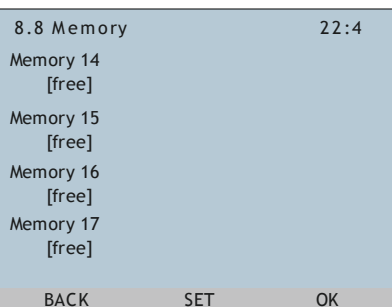 8.8 Memory 22:4
Memory 14
[free]
Memory 15
[free]
Memory 16
[free]
Memory 17
[free]
BACK SET OK